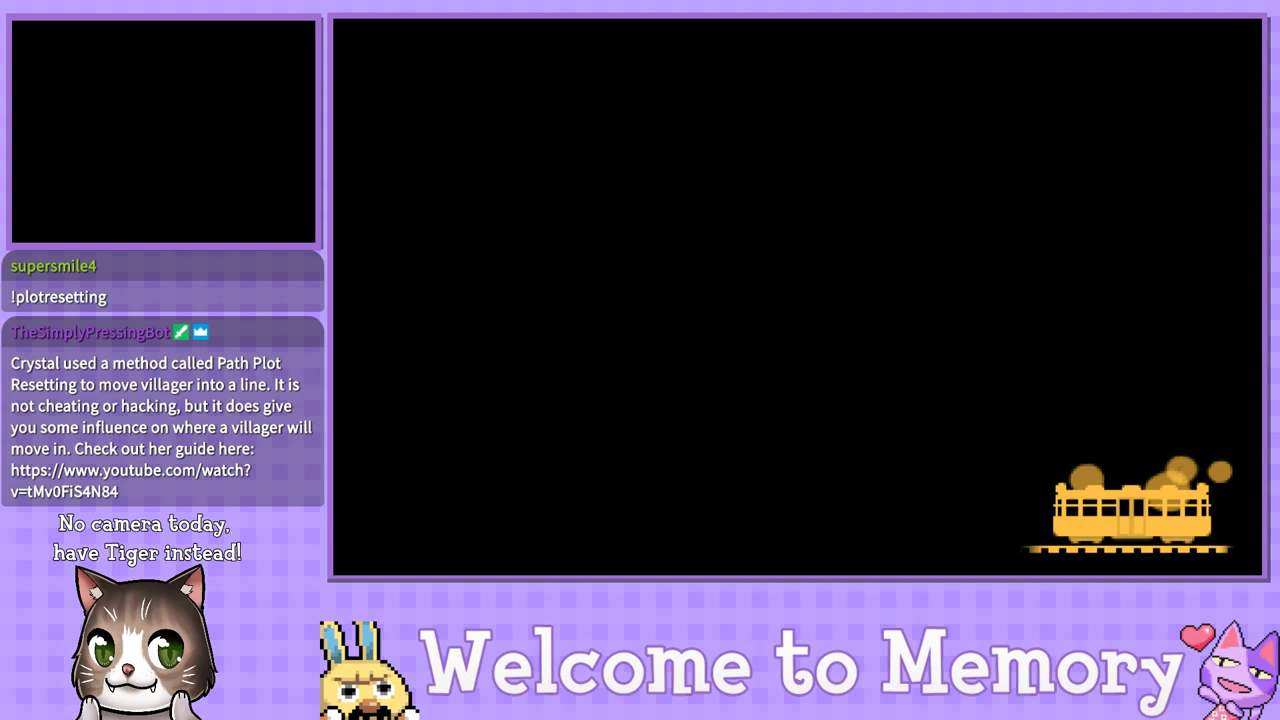 supersmile4
!plotresetting
TheSimplyPressingBot
Crystal used a method called Path Plot
Resetting to move villager into a line. It is
not cheating or hacking, but it does give
you some influence on where a villager will
move in. Check out her guide here:
https://www.youtube.com/watch?
v=tMv0FiS4N84
No camera today,
have Tiger instead!
Welcome to Memory